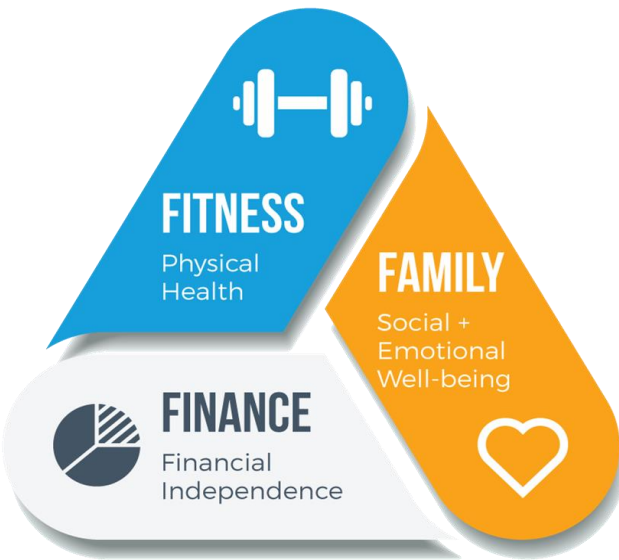 FITNESS
Physical
Health
FAMILY
Social +
Emotional
Well-being
FINANCE
Financial
Independence